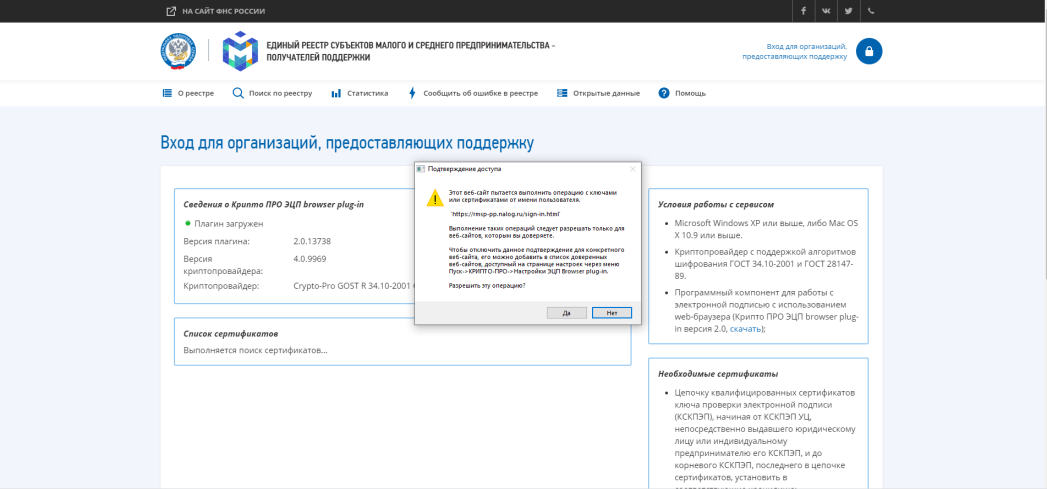 НА САЙТ ФНС РОССИИ
ЕДИНЫЙ РЕЕСТР СУБЪЕКТОВ МАЛОГО И СРЕДНЕГО ПРЕДПРИНИМАТЕЛЬСТВА -
ПОЛУЧАТЕЛЕЙ ПОДДЕРЖКИ
Вход для организаций,
предоставляющих поддержку
О реестре Поиск по реестру Статистика Сообщить об ошибке в реестре Открытые данные Помощь
Вход для организаций, предоставляющих поддержку
Сведения о Крипто ПРО ЭЦП browser plug-in
Плагин загружен
Версия плагина: 2.0.13738
Версия
криптопровайдера: 4.0.9969
Криптопровайдер: Crypto-Pro GOST R 34.10-2001
Список сертификатов
Выполняется поиск сертификатов...
Подтверждение доступа
Этот веб-сайт пытается выполнить операцию с ключами
или сертификатами от имени пользователя.
'https://rmsp-pp.nalog.ru/sign-in.html'
Выполнение таких операций следует разрешать только для
веб-сайтов, которым вы доверяете.
Чтобы отключить данное подтверждение для конкретного
веб-сайта, его можно добавить в список доверенных
веб-сайтов, доступный на странице настроек через меню
Пуск->КРИПТО-ПРО->Настройки ЭЦП Browser plug-in.
Разрешить эту операцию?
Да Нет
Условия работы с сервисом
• Microsoft Windows XP или выше, либо Mac OS
X 10.9 или выше.
• Криптопровайдер с поддержкой алгоритмов
шифрования ГОСТ 34.10-2001 и ГОСТ 28147-
89.
• Программный компонент для работы с
электронной подписью с использованием
web-браузера (Крипто ПРО ЭЦП browser plug-
in версия 2.0, скачать);
Необходимые сертификаты
• Цепочку квалифицированных сертификатов
ключа проверки электронной подписи
(КСКПЭП), начиная от КСКПЭП УЦ,
непосредственно выдавшего юридическому
лицу или индивидуальному
предпринимателю его КСКПЭП, и до
корневого КСКПЭП, последнего в цепочке
сертификатов, установить в